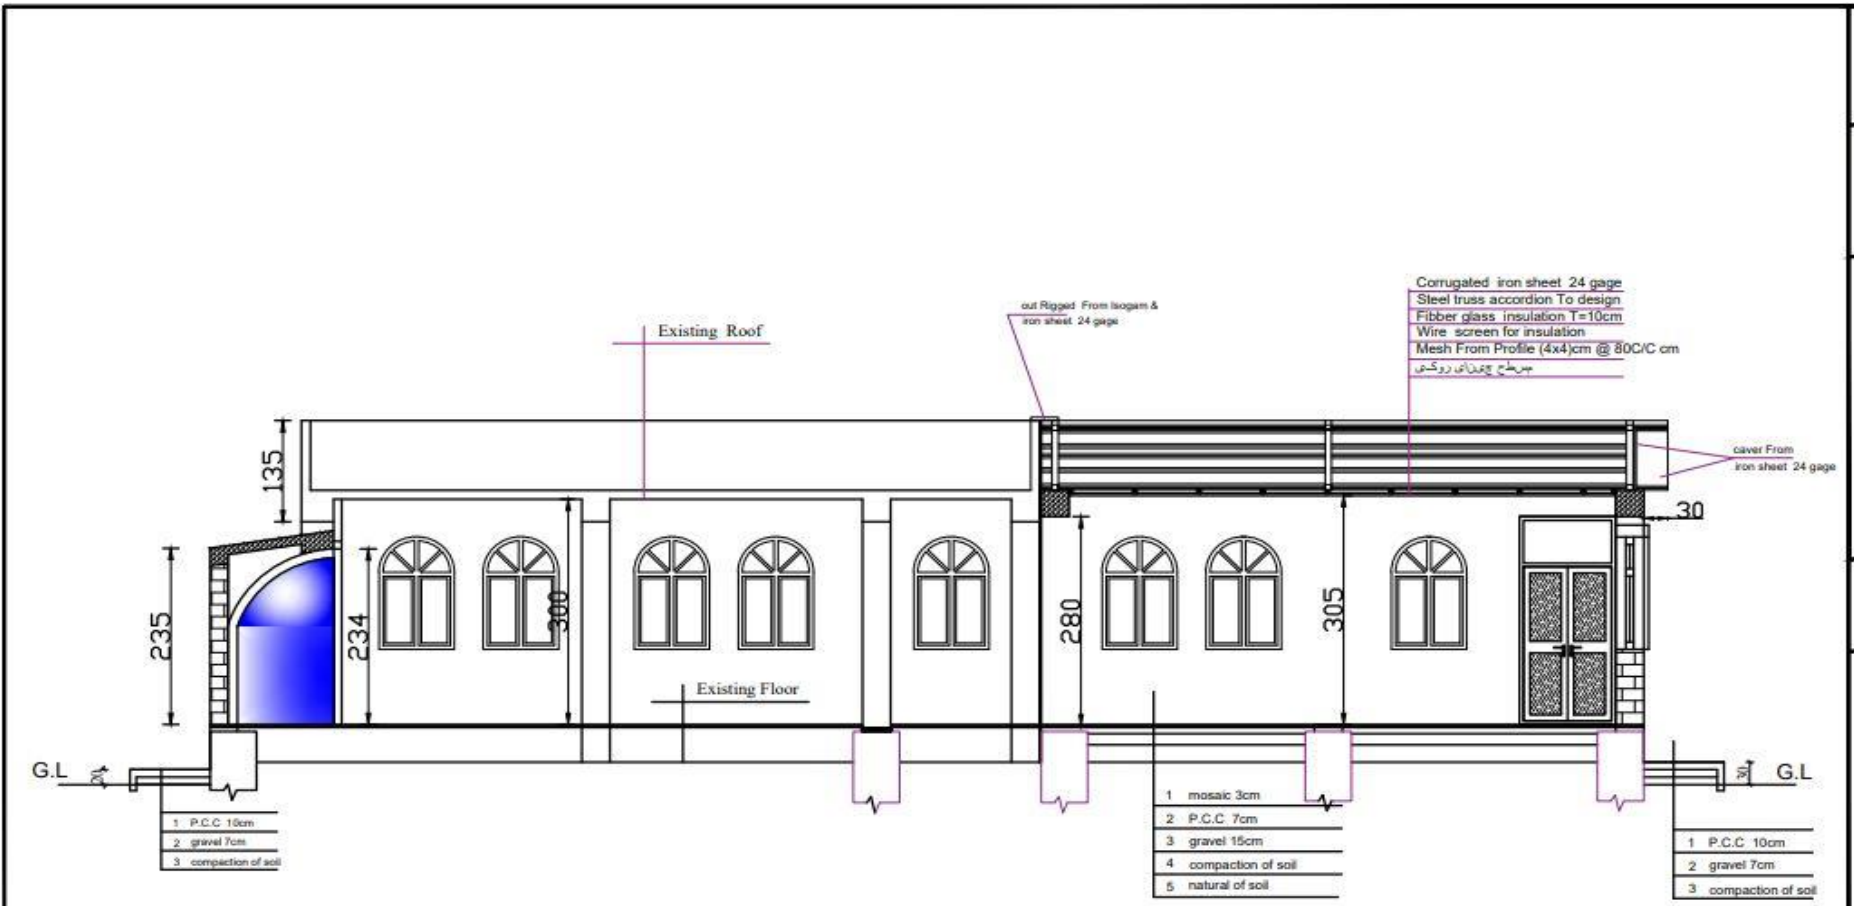 Corrugated iron sheet 24 gage
Steel truss accordion To design
Fibber glass insulation T=10cm
Wire screen for insulation
Mesh From Profile (4x4)cm @ 80C/C cm
out Rigged From Isogam &
iron sheet 24 gage
Existing Roof
caver From
iron sheet 24 gage
135
30
235
234
300
280
305
Existing Floor
G.L
20
30
G.L
1 P.C.C 10cm
2 gravel 7cm
3 compaction of soil
1 mosaic 3cm
2 P.C.C 7cm
3 gravel 15cm
4 compaction of soil
5 natural of soil
1 P.C.C 10cm
2 gravel 7cm
3 compaction of soil